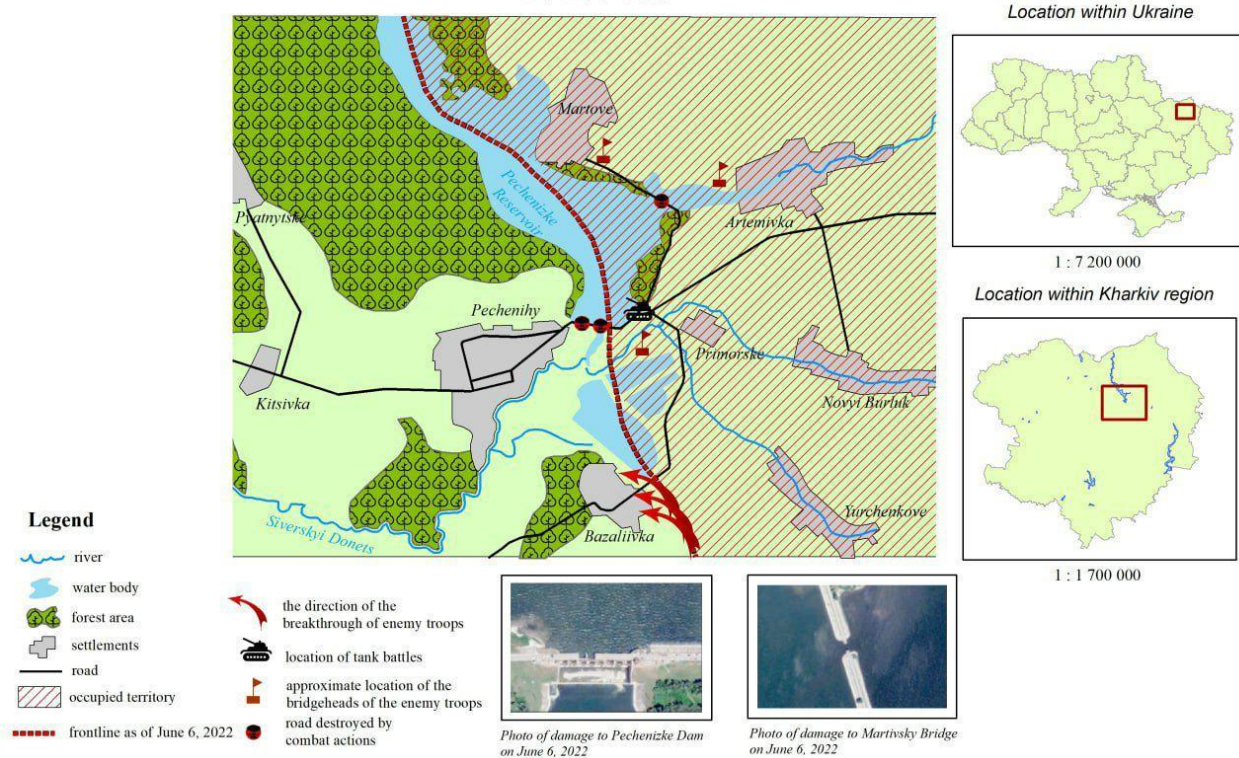 Location within Ukraine
1 : 7 200 000
Location within Kharkiv region
1 : 1 700 000
Martove
Pechenizke
Reservoir
Pyatnytske
Artemivka
Pechenihy
Primorske
Kitsivka
Novyi Burluk
Yurchenkove
Siverskyi Donets
Bazaliivka
Legend
river
water body
forest area
settlements
road
occupied territory
frontline as of June 6, 2022
the direction of the
breakthrough of enemy troops
location of tank battles
approximate location of the
bridgeheads of the enemy troops
road destroyed by
combat actions
Photo of damage to Pechenizke Dam
on June 6, 2022
Photo of damage to Martivsky Bridge
on June 6, 2022